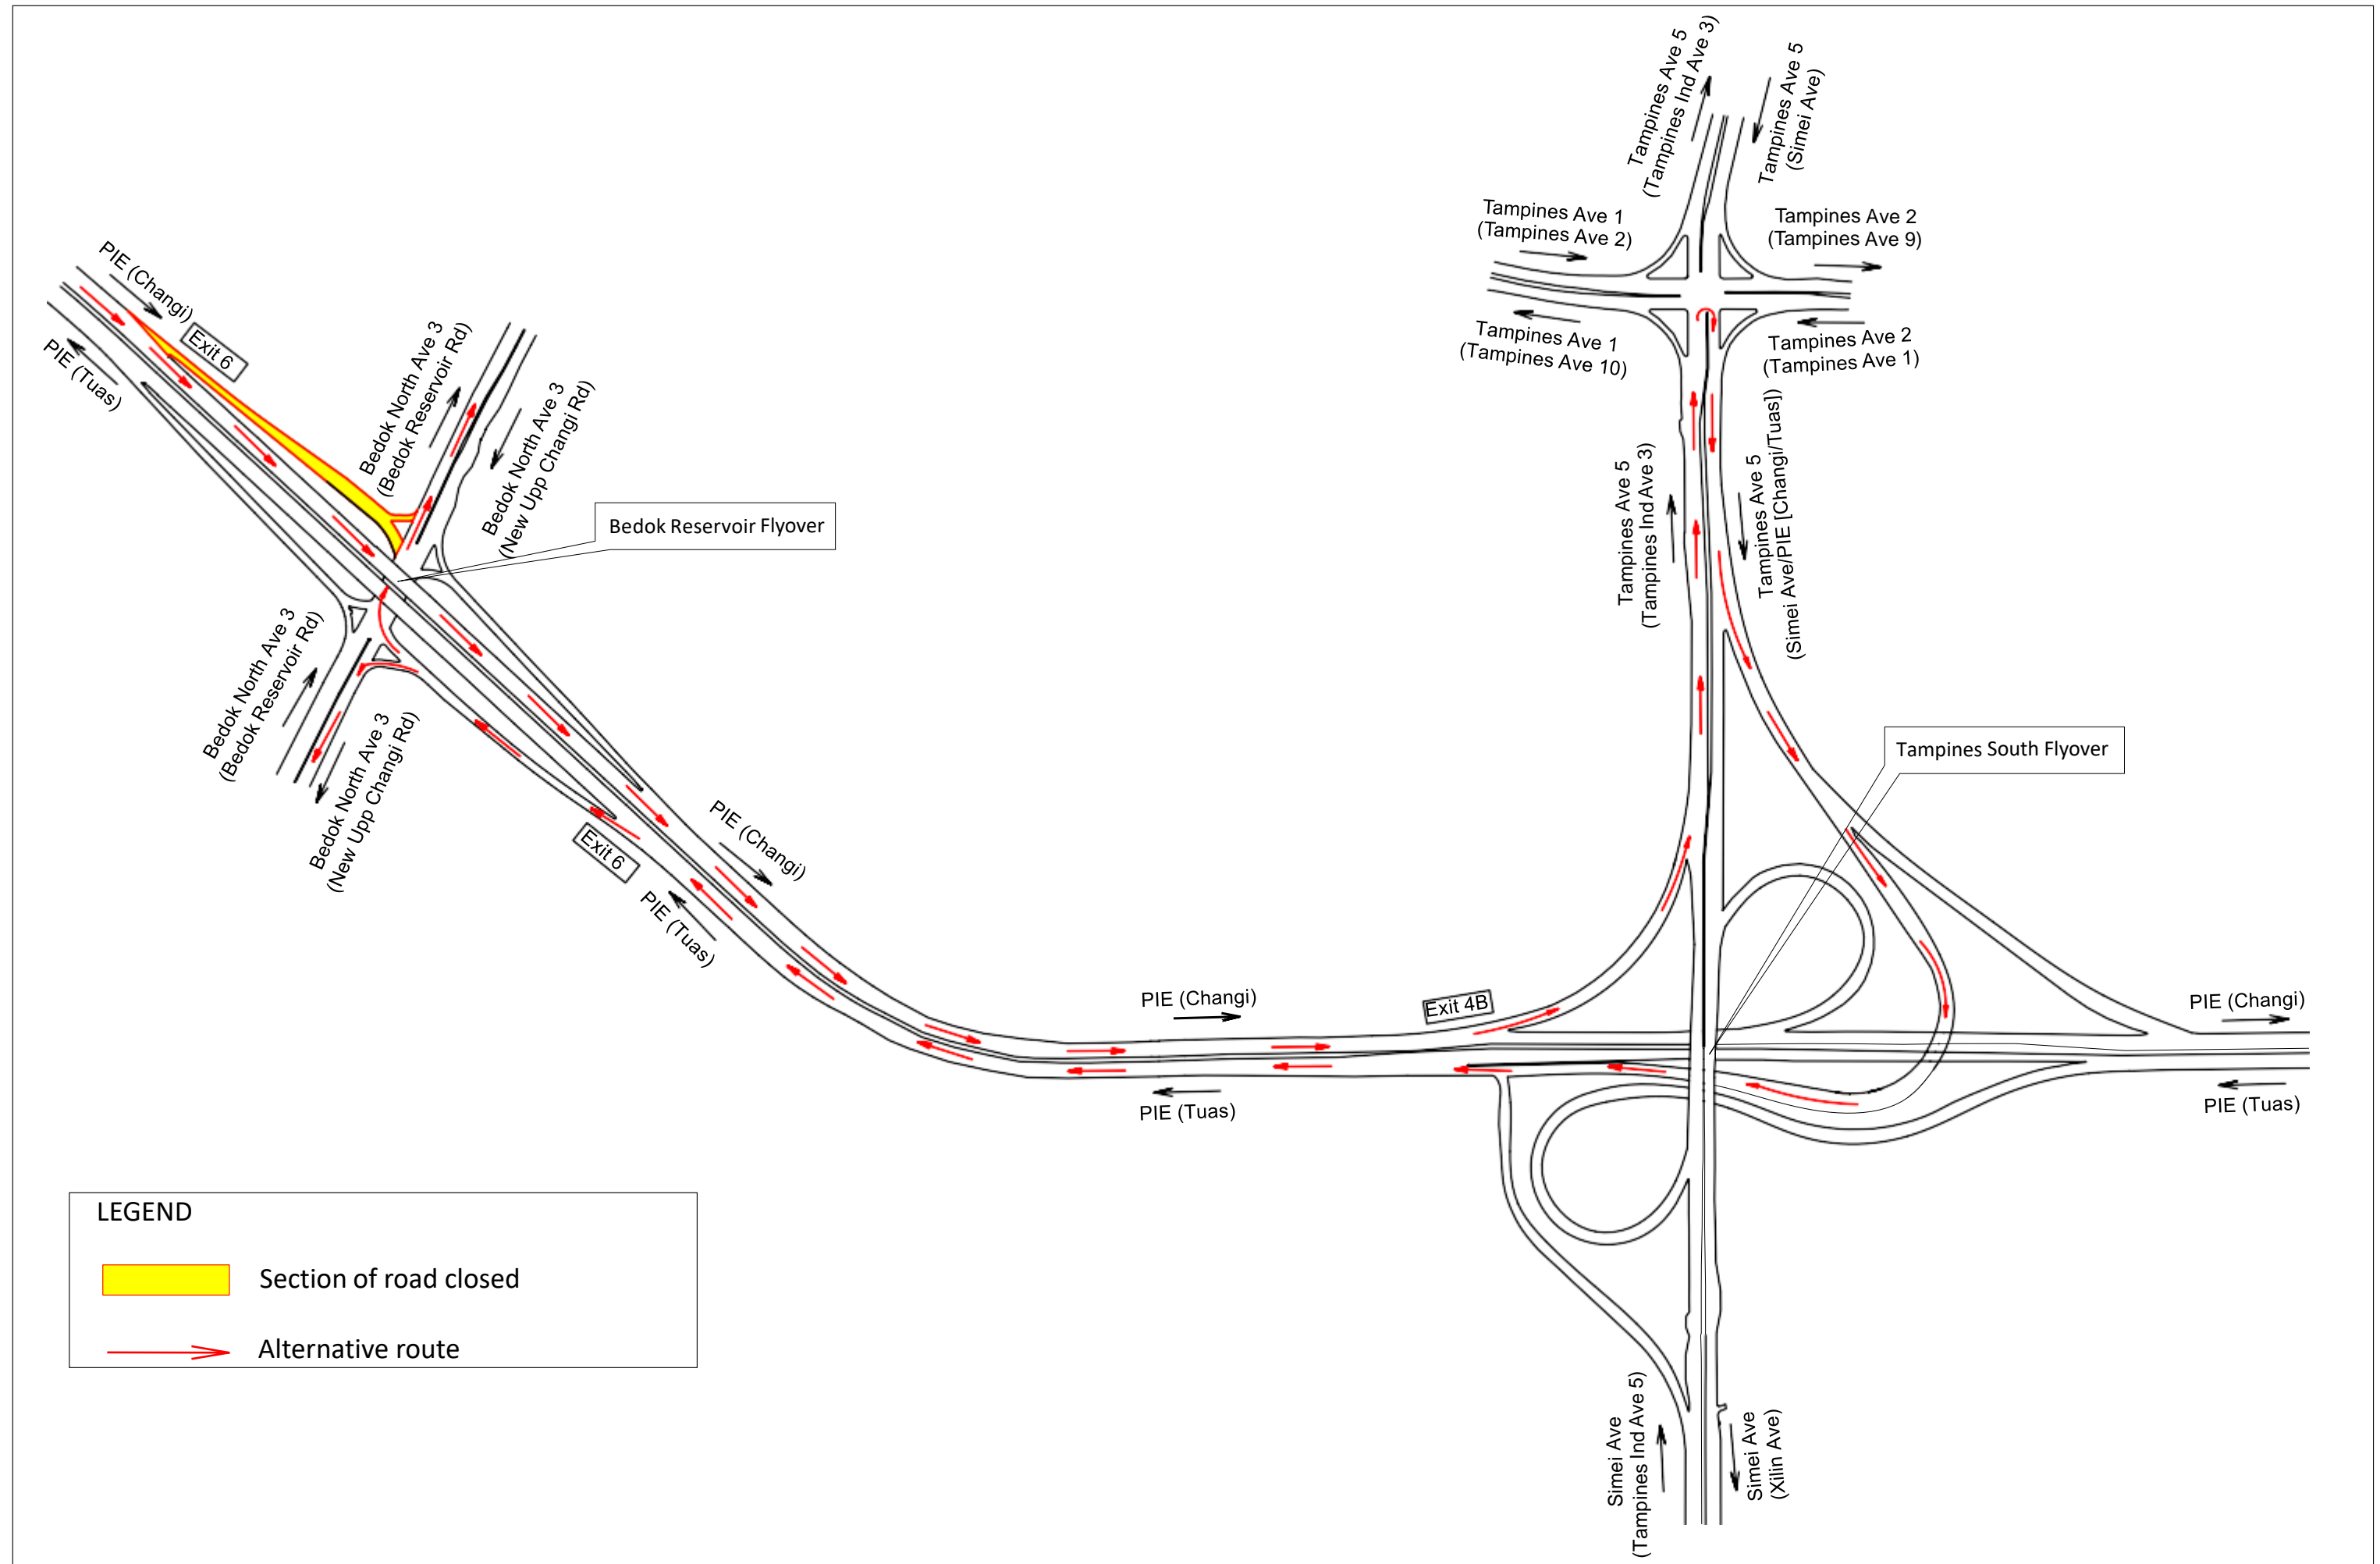 Tampines Ave 5
(Tampines Ind Ave 3)
Tampines Ave 5
(Simei Ave)
Tampines Ave 1
(Tampines Ave 2)
Tampines Ave 2
(Tampines Ave 9)
Tampines Ave 1
(Tampines Ave 10)
Tampines Ave 2
(Tampines Ave 1)
PIE (Changi)
Exit 6
PIE (Tuas)
Bedok North Ave 3
(Bedok Reservoir Rd)
Bedok North Ave 3
(New Upp Changi Rd)
Bedok Reservoir Flyover
Tampines Ave 5
(Tampines Ind Ave 3)
Tampines Ave 5
(Simei Ave/PIE [Changi/Tuas])
Bedok North Ave 3
(Bedok Reservoir Rd)
Bedok North Ave 3
(New Upp Changi Rd)
Tampines South Flyover
Exit 6
PIE (Changi)
PIE (Tuas)
PIE (Changi)
Exit 4B
PIE (Changi)
PIE (Tuas)
PIE (Tuas)
LEGEND
Section of road closed
Alternative route
Simei Ave
(Tampines Ind Ave 5)
Simei Ave
(Xilin Ave)